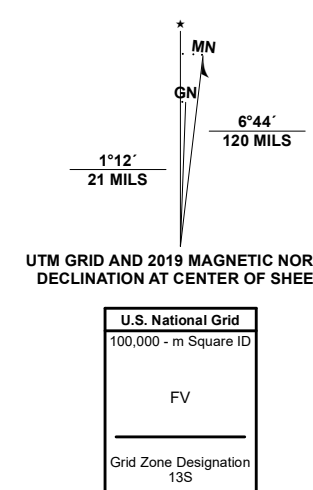 ★
MN
GN
6°44´
120 MILS
1°12´
21 MILS
UTM GRID AND 2019 MAGNETIC NOR
DECLINATION AT CENTER OF SHEE
U.S. National Grid
100,000 - m Square ID
FV
Grid Zone Designation
13S